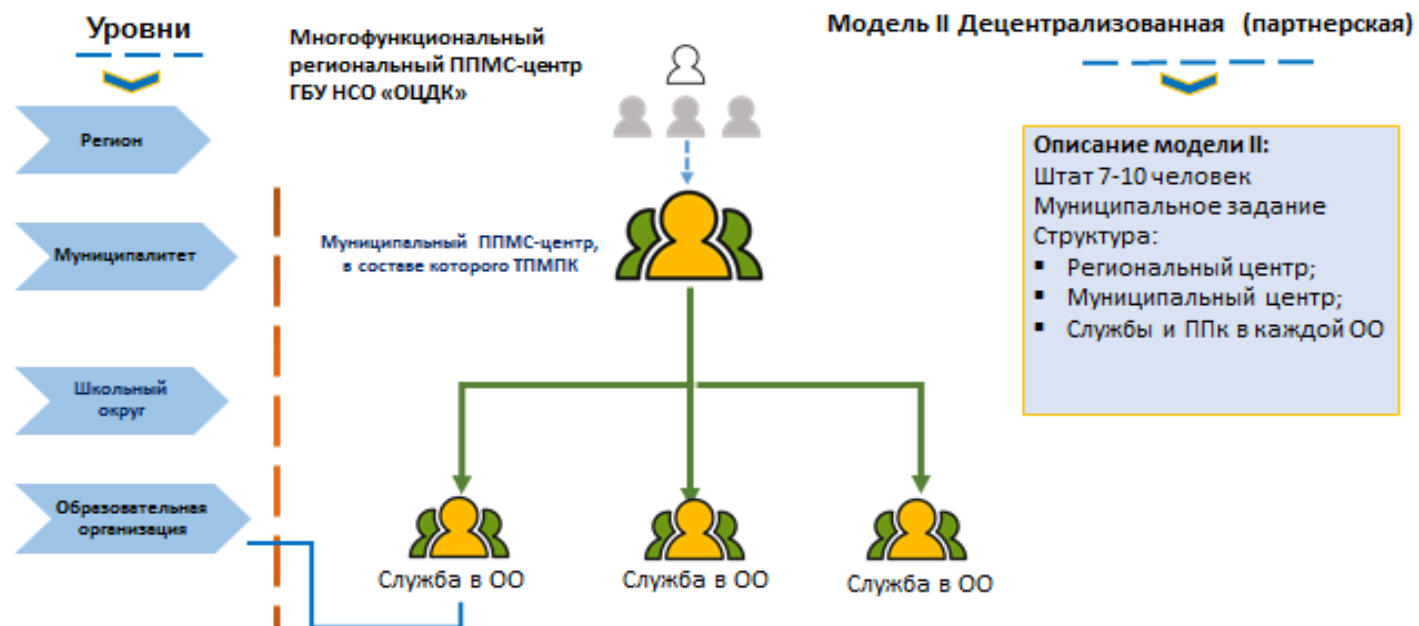 Уровни
Регион
Муниципалитет
Школьный
округ
Образовательная
организация
Многофункциональный
региональный ППМС-центр
ГБУ НСО «ОЦДК»
Муниципальный ППМС-центр,
в составе которого ТПМПК
Служба в ОО
Служба в ОО
Служба в ОО
Модель II Децентрализованная (партнерская)
Описание модели II:
Штат 7-10 человек
Муниципальное задание
Структура:
▪ Региональный центр;
▪ Муниципальный центр;
▪ Службы и ППк в каждой ОО